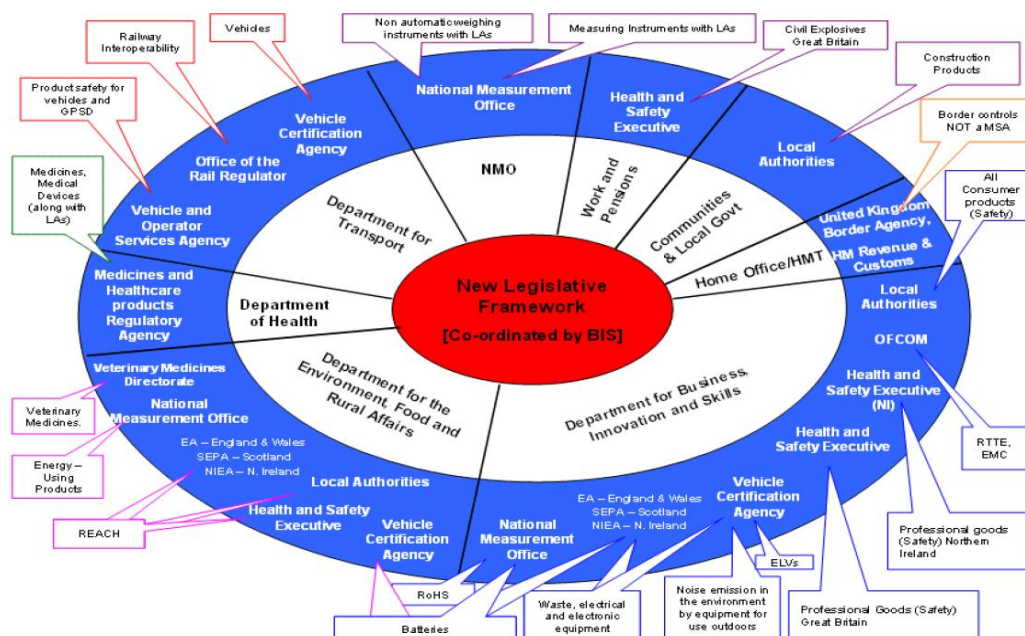 Non automatic weighing
instruments with LAs
Measuring Instruments with LAs
Vehicles
Railway
Interoperability
Civil Explosives
Great Britain
Construction
Products
Product safety for
vehicles and
GPSD
Border controls
NOT a MSA
Medicines,
Medical
Devices
(along with
LAs)
All
Consumer
products
(Safety)
National Measurement
Office
Health and
Safety
Executive
Local
Authorities
Vehicle
Certification
Agency
Office of the
Rail Regulator
Vehicle and
Operator
Services Agency
United Kingdom
Border Agency,
HM Revenue &
Customs
Medicines and
Healthcare
products
Regulatory
Agency
NMO
Work and
Pensions
Communities
& Local Govt
Home Office/HMT
Department for
Transport
Department
of Health
New Legislative
Framework
[Co-ordinated by BIS]
Department for the
Environment, Food and
Rural Affairs
Department for Business,
Innovation and Skills
Local
Authorities
OFCOM
Health and
Safety Executive
(NI)
Health and
Safety Executive
Vehicle
Certification
Agency
EA – England & Wales
SEPA – Scotland
NIEA – N. Ireland
National
Measurement
Office
Veterinary Medicines
Directorate
National
Measurement Office
EA – England & Wales
SEPA – Scotland
NIEA – N. Ireland
Local Authorities
Health and Safety
Executive
Vehicle
Certification
Agency
Veterinary
Medicines.
Energy –
Using
Products
REACH
RoHS
Batteries
Waste, electrical
and electronic
equipment
Noise emission in
the environment
by equipment for
use outdoors
ELVs
Professional Goods (Safety)
Great Britain
Professional goods
(Safety) Northern
Ireland
RTTE,
EMC